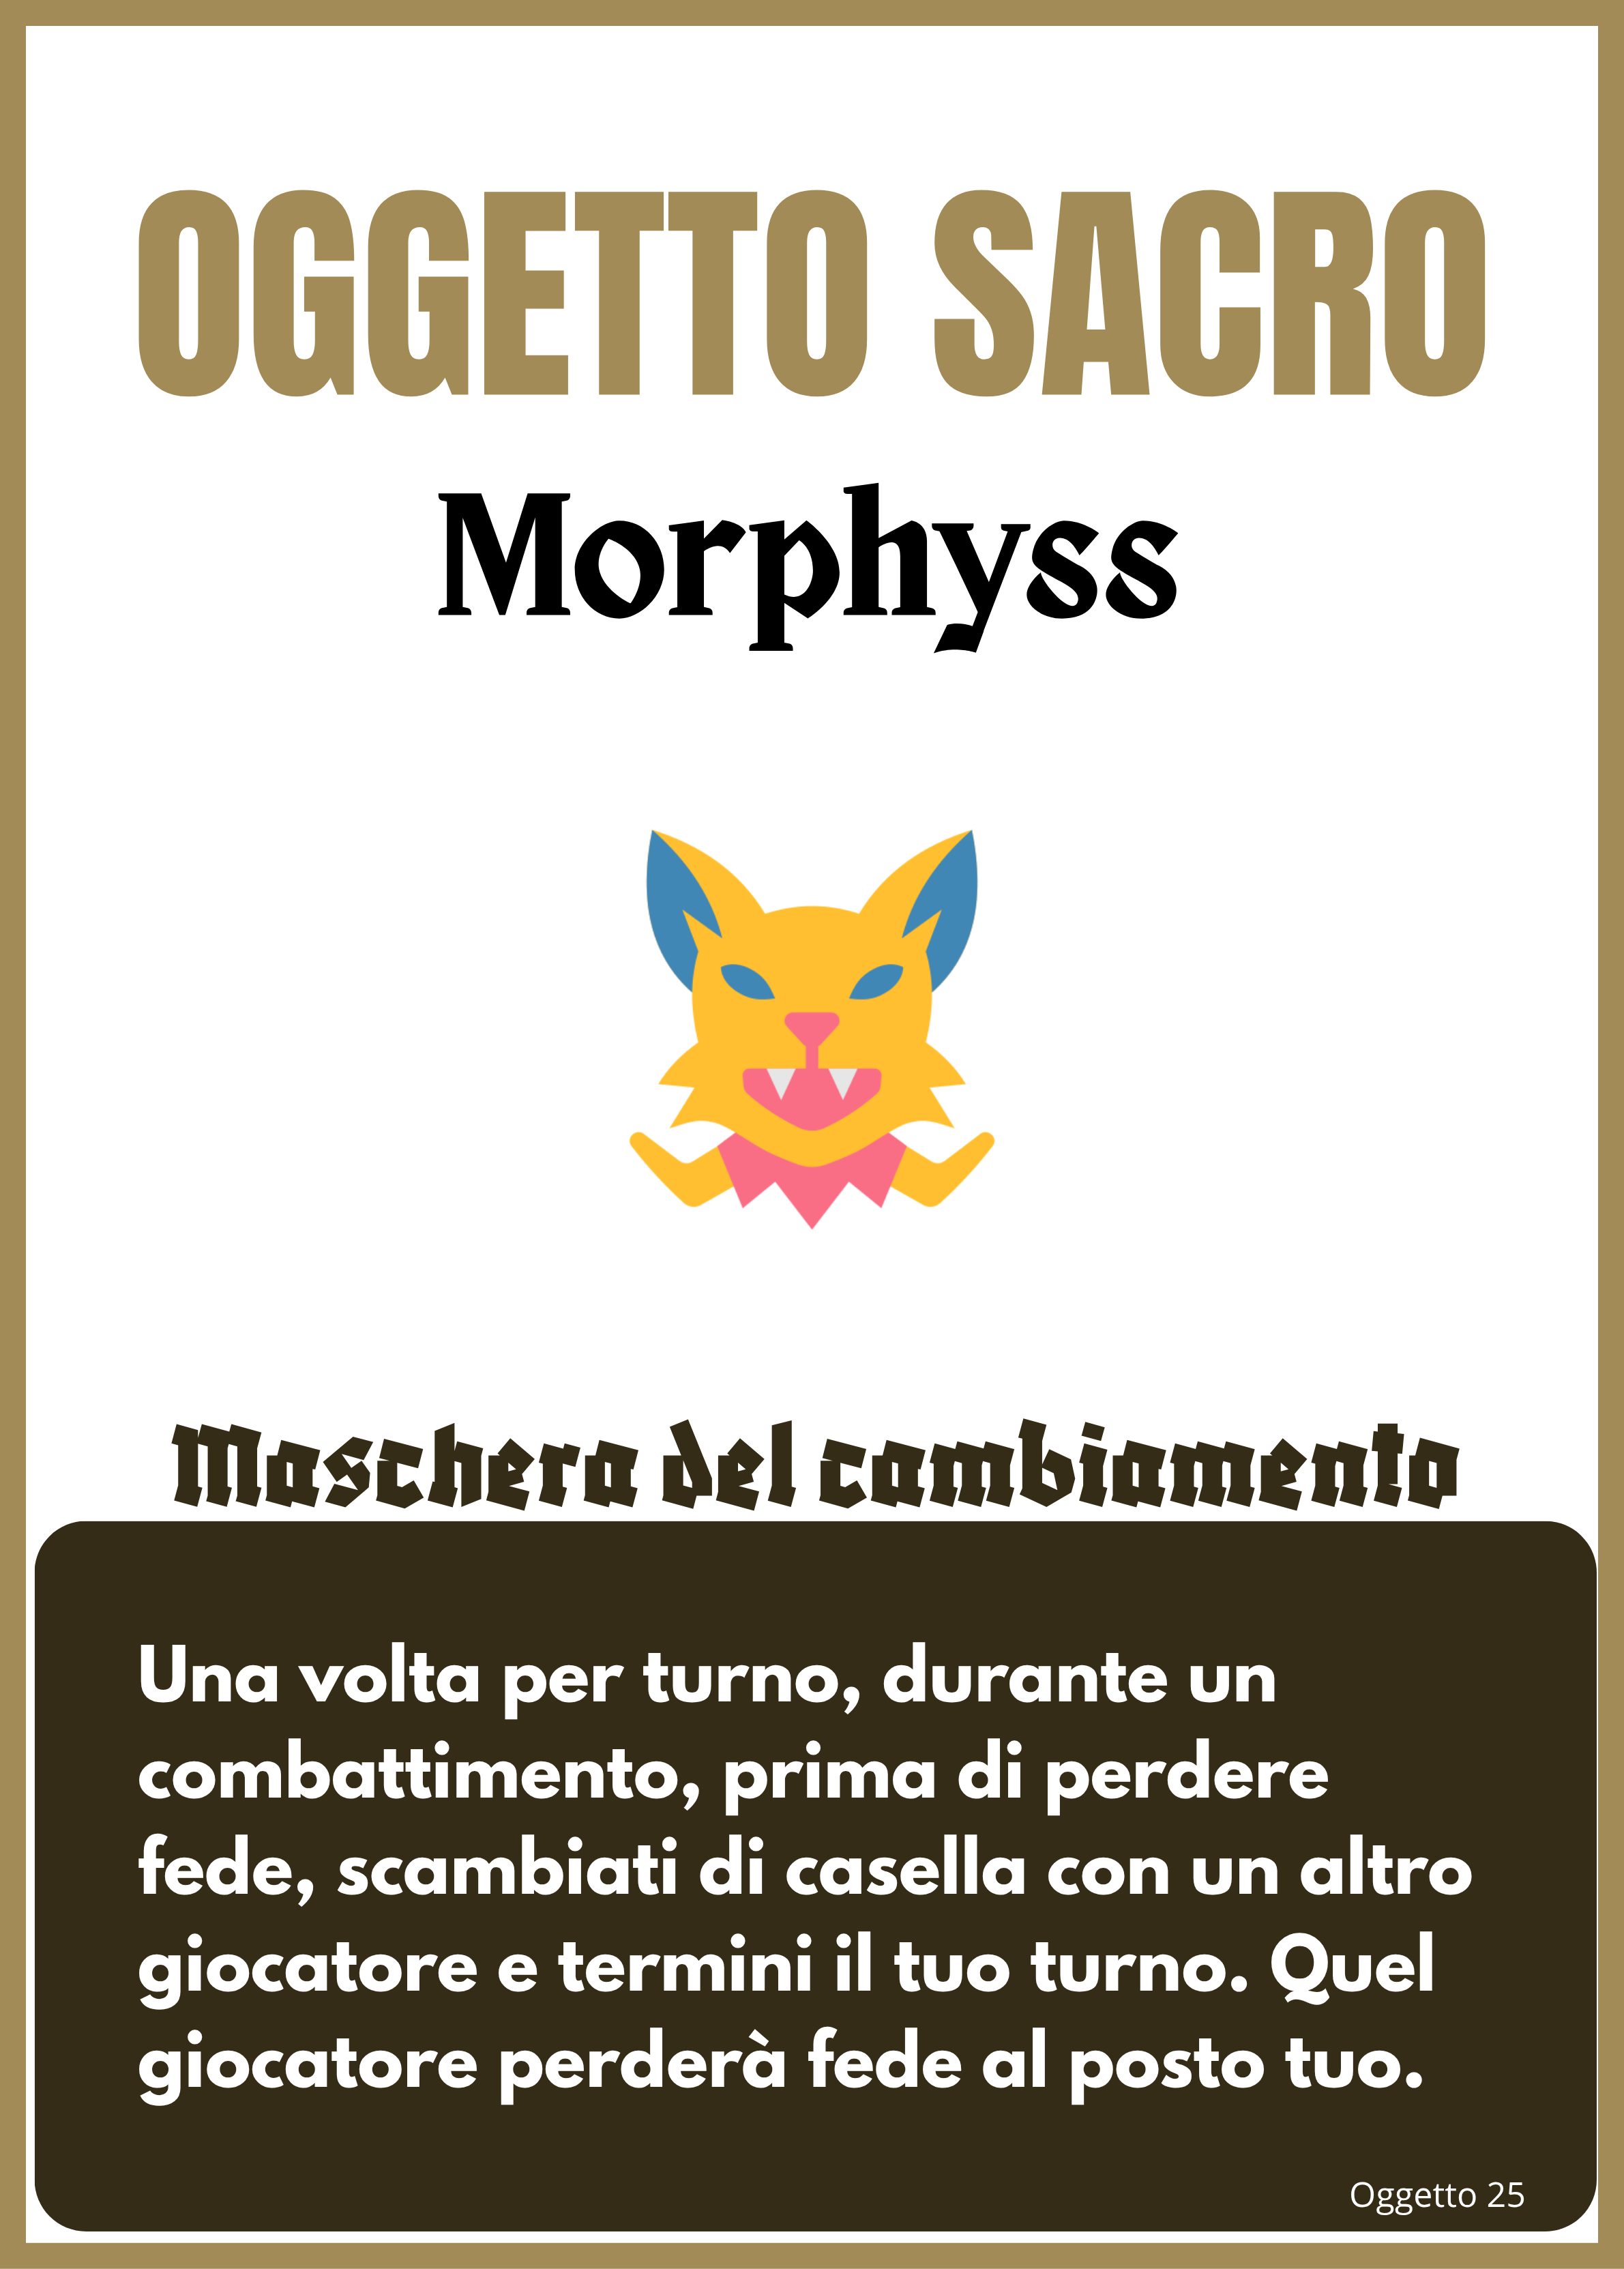 OGGETTO SACRO
Morphyss
Maschera del cambiamento
Una volta per turno, durante un
combattimento, prima di perdere
fede, scambiati di casella con un altro
giocatore e termini il tuo turno. Quel
giocatore perderà fede al posto tuo.
Oggetto 25